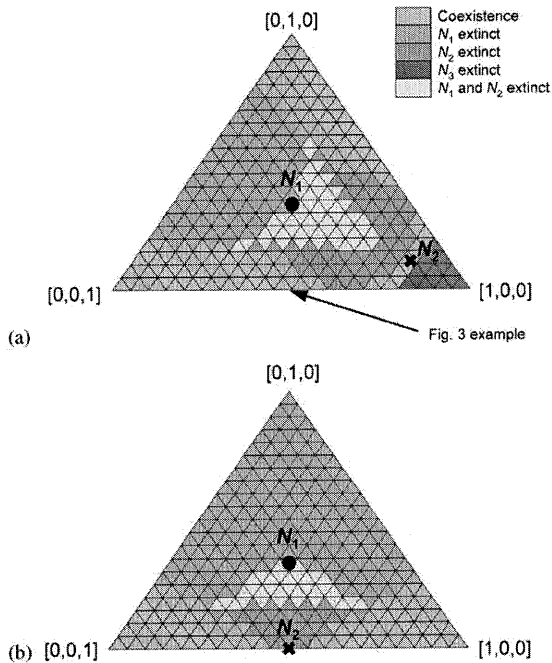 [0,1,0]
Coexistence
N1 extinct
N2 extinct
N3 extinct
N1 and N2 extinct
N1
N2
[0,0,1]
[1,0,0]
(a)
Fig. 3 example
[0,1,0]
N1
N2
(b)
[0,0,1]
[1,0,0]